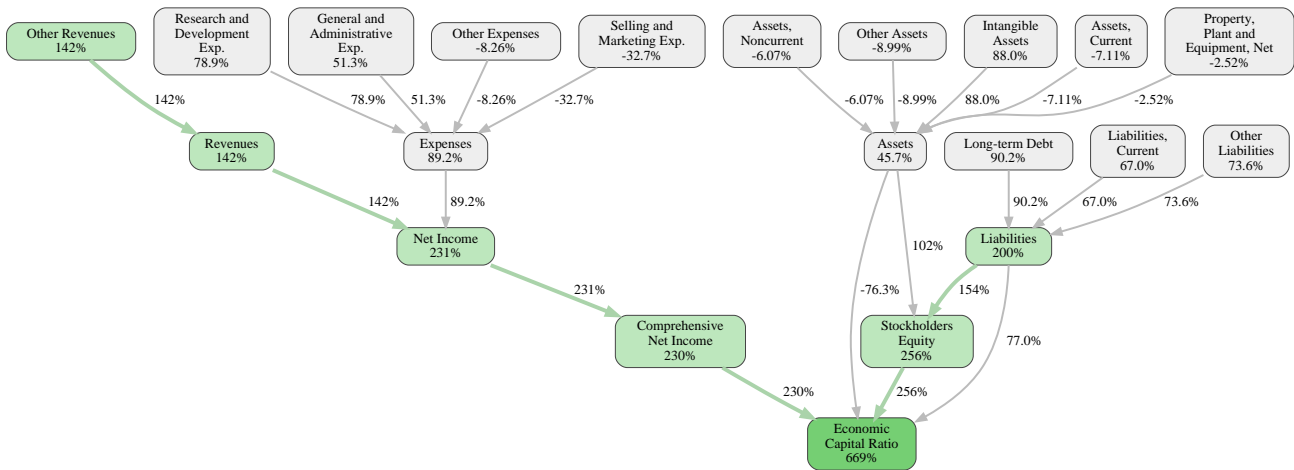 Other Revenues
142%
Research and
Development
Exp.
78.9%
General and
Administrative
Exp.
51.3%
Other Expenses
-8.26%
Selling and
Marketing Exp.
-32.7%
Assets,
Noncurrent
-6.07%
Other Assets
-8.99%
Intangible
Assets
88.0%
Assets,
Current
-7.11%
Property,
Plant and
Equipment, Net
-2.52%
142%
78.9%
51.3%
-8.26%
-32.7%
-6.07%
-8.99%
88.0%
-7.11%
-2.52%
Revenues
142%
Expenses
89.2%
Assets
45.7%
Long-term Debt
90.2%
Liabilities,
Current
67.0%
Other
Liabilities
73.6%
142%
89.2%
90.2%
67.0%
73.6%
Net Income
231%
102%
Liabilities
200%
231%
-76.3%
154%
Comprehensive
Net Income
230%
Stockholders
Equity
256%
77.0%
230%
256%
Economic
Capital Ratio
669%